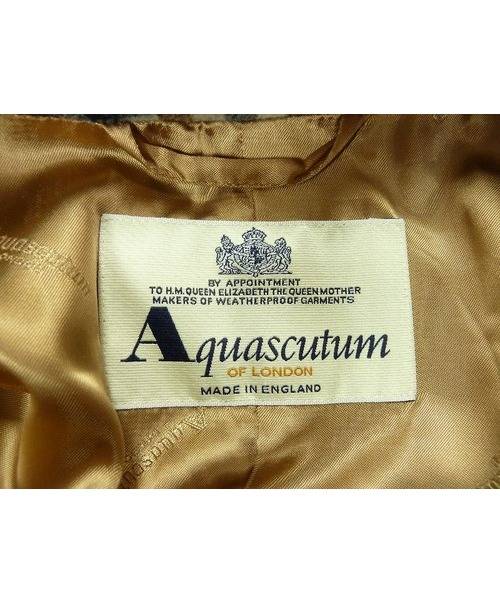 BY APPOINTMENT
TO H.M. QUEEN ELIZABETH THE QUEEN MOTHER
MAKERS OF WEATHERPROOF GARMENTS
Aquascutum
OF LONDON
MADE IN ENGLAND